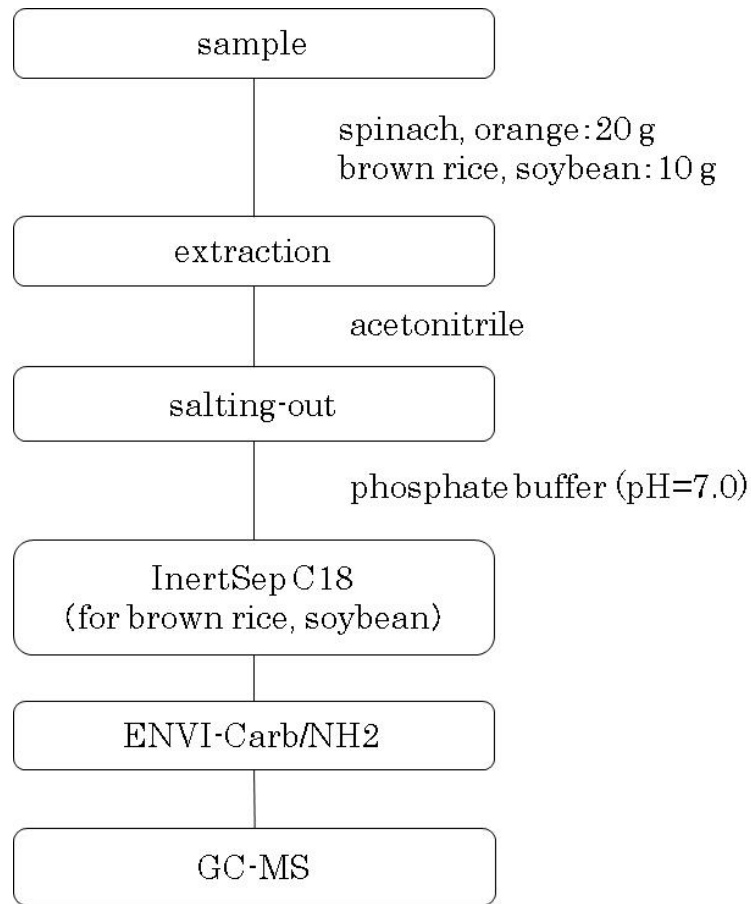 sample
spinach, orange:20 g
brown rice, soybean:10 g
extraction
acetonitrile
salting-out
phosphate buffer (pH=7.0)
InertSep C18
(for brown rice, soybean)
ENVI-Carb/NH2
GC-MS